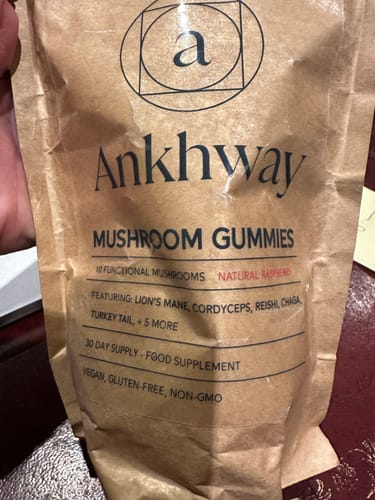 a
Ankhway
MUSHROOM GUMMIES
10 FUNCTIONAL MUSHROOMS NATURAL RASPBERRY
FEATURING: LION'S MANE, CORDYCEPS, REISHI, CHAGA,
TURKEY TAIL, + 5 MORE
30 DAY SUPPLY - FOOD SUPPLEMENT
VEGAN, GLUTEN-FREE, NON-GMO